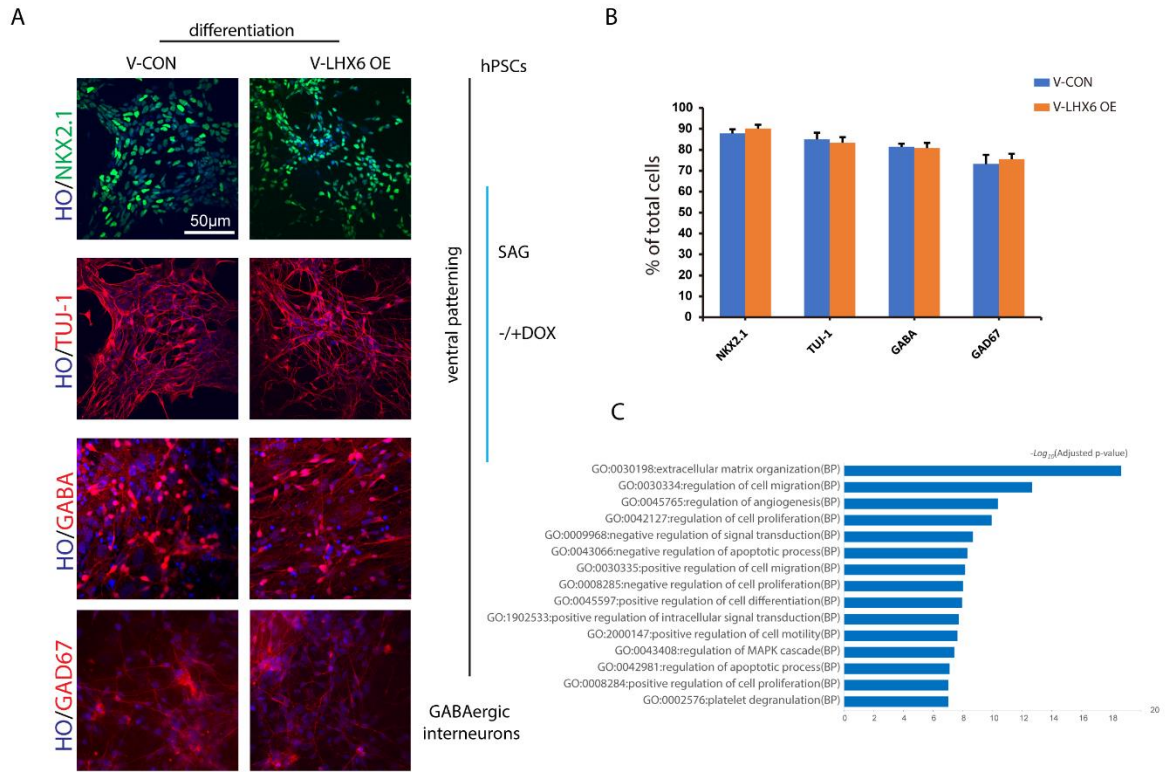 A
differentiation
V-CON
V-LHX6 OE
hPSCs
HO/NKX2.1
50µm
HO/TUJ-1
HO/GABA
HO/GAD67
ventral patterning
SAG
-/+DOX
GABAergic
interneurons
B
V-CON
V-LHX6 OE
% of total cells
100
90
80
70
60
50
40
30
20
10
0
NKX2.1
TUJ-1
GABA
GAD67
C
-Log10(Adjusted p-value)
GO:0030198:extracellular matrix organization(BP)
GO:0030334:regulation of cell migration(BP)
GO:0045765:regulation of angiogenesis(BP)
GO:0042127:regulation of cell proliferation(BP)
GO:0009968:negative regulation of signal transduction(BP)
GO:0043066:negative regulation of apoptotic process(BP)
GO:0030335:positive regulation of cell migration(BP)
GO:0008285:negative regulation of cell proliferation(BP)
GO:0045597:positive regulation of cell differentiation(BP)
GO:1902533:positive regulation of intracellular signal transduction(BP)
GO:2000147:positive regulation of cell motility(BP)
GO:0043408:regulation of MAPK cascade(BP)
GO:0042981:regulation of apoptotic process(BP)
GO:0008284:positive regulation of cell proliferation(BP)
GO:0002576:platelet degranulation(BP)
0 2 4 6 8 10 12 14 16 18 20